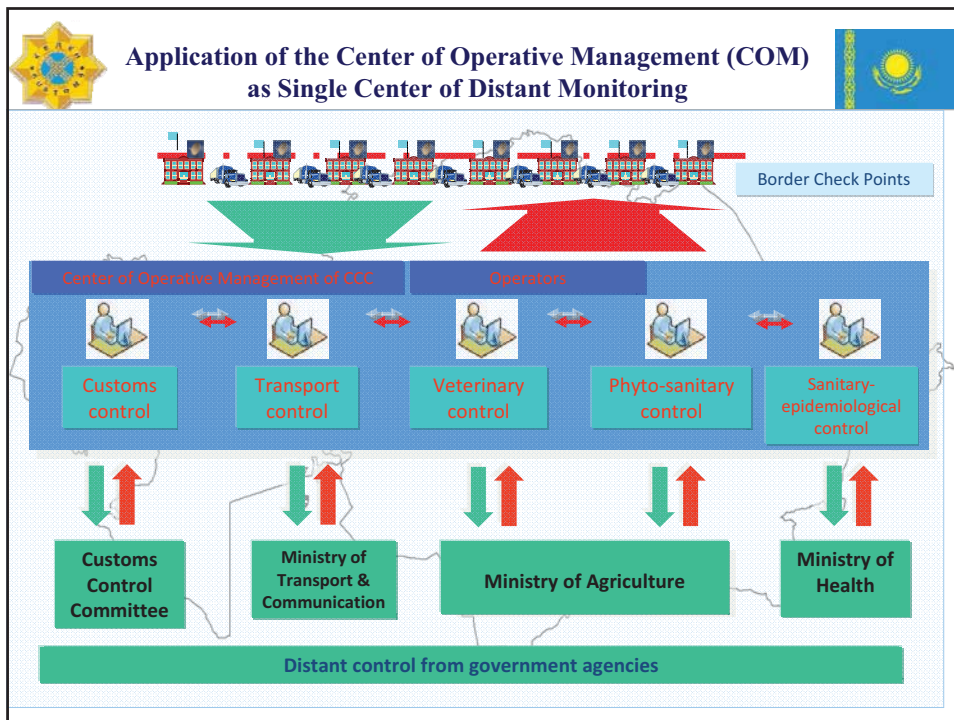 Application of the Center of Operative Management (COM)
as Single Center of Distant Monitoring
Border Check Points
Center of Operative Management of CCC
Operators
Customs
control
Transport
control
Veterinary
control
Phyto-sanitary
control
Sanitary-
epidemiological
control
Customs
Control
Committee
Ministry of
Transport &
Communication
Ministry of Agriculture
Ministry of
Health
Distant control from government agencies